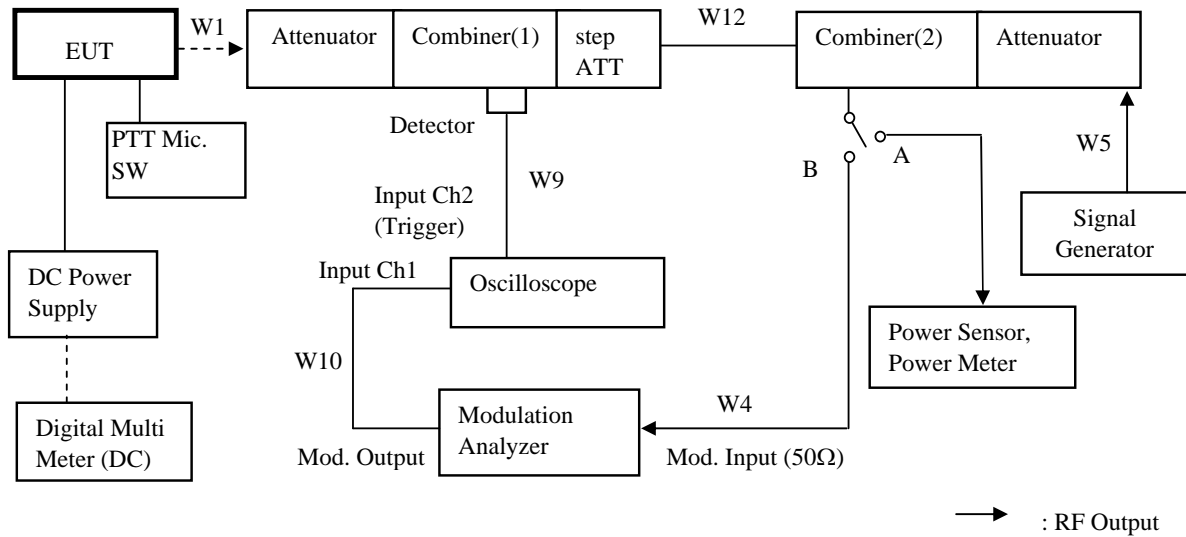 W1
W12
EUT
Attenuator
Combiner(1)
step
ATT
Combiner(2)
Attenuator
PTT Mic.
SW
Detector
A
B
W5
W9
Input Ch2
(Trigger)
Signal
Generator
Input Ch1
DC Power
Supply
Oscilloscope
Power Sensor,
Power Meter
W10
W4
Digital Multi
Meter (DC)
Modulation
Analyzer
Mod. Output
Mod. Input (50Ω)
: RF Output